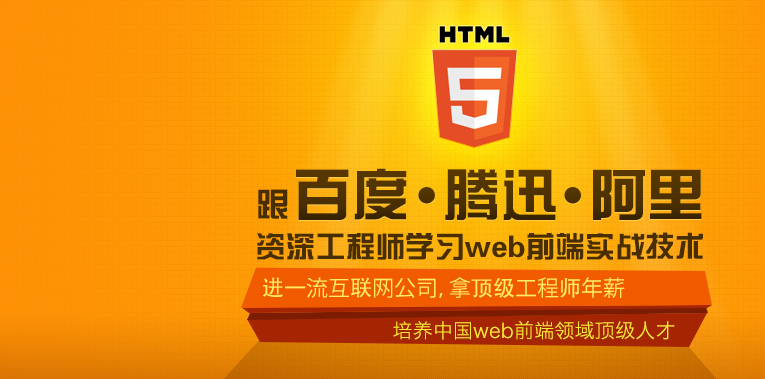 HTML
5
跟百度·腾迅·阿里
资深工程师学习web前端实战技术
进一流互联网公司, 拿顶级工程师年薪
培养中国web前端领域顶级人才